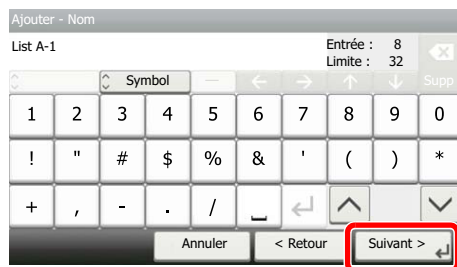 Ajouter - Nom
List A-1
Entrée : 8
Limite : 32
Symbol
Supp
1 2 3 4 5 6 7 8 9 0
! " # $ % & ' ( ) *
+ , - . / _
Annuler < Retour Suivant >